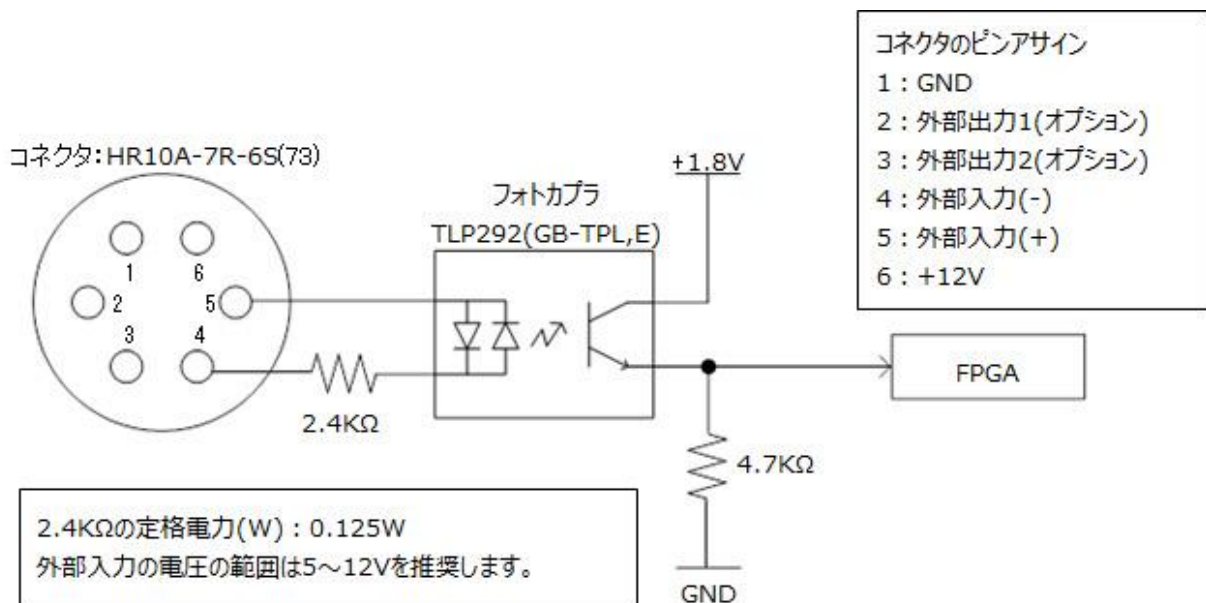 コネクタのピンアサイン
1：GND
2：外部出力1(オプション)
3：外部出力2(オプション)
4：外部入力(-)
5：外部入力(+)
6：+12V
コネクタ:HR10A-7R-6S(73)
フォトカプラ
TLP292(GB-TPL,E)
+1.8V
1
6
2
5
3
4
2.4KΩ
FPGA
4.7KΩ
GND
2.4KΩの定格電力(W)：0.125W
外部入力の電圧の範囲は5～12Vを推奨します。